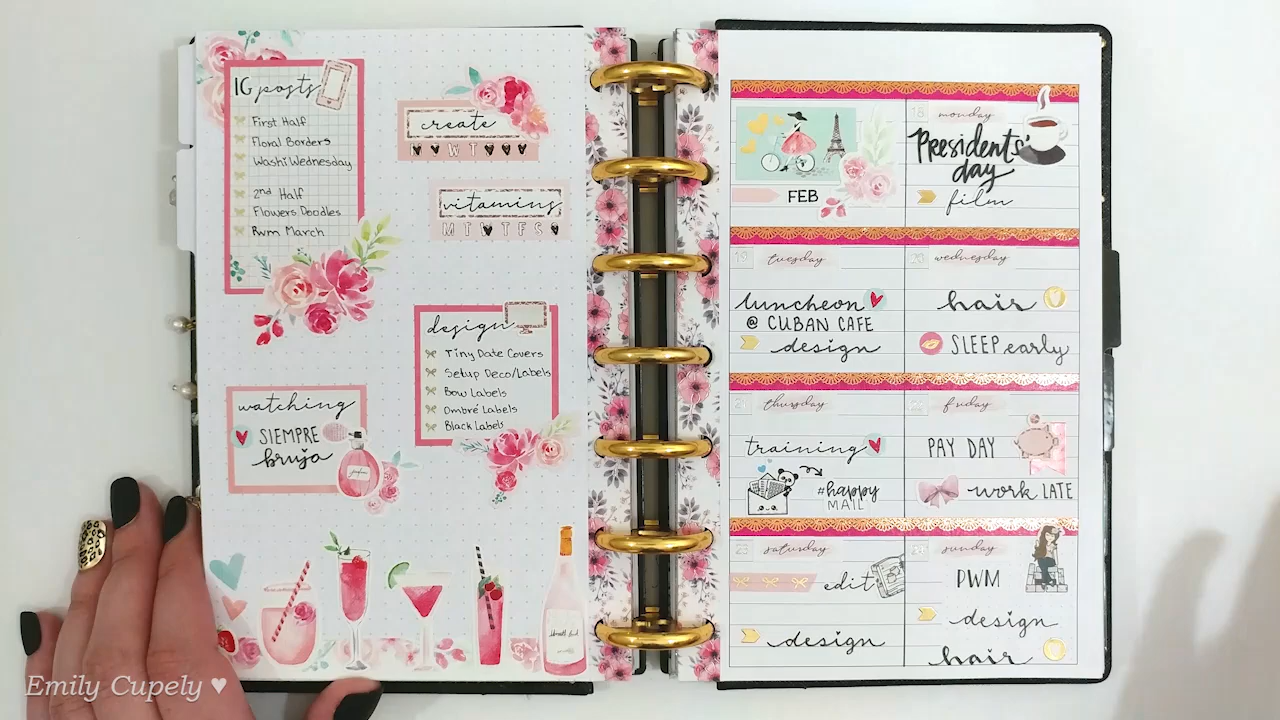 IG posts
First Half
Floral Borders
Washi Wednesday
2nd Half
Flowers Doodles
Pwm March
create
W T
vitamins
M T W T F S
design
Tiny Date Covers
Setup Deco/Labels
Bow Labels
Ombré Labels
Black Labels
watching
SIEMPRE
bruja
FEB
18 monday
Presidents'
day
film
19 tuesday
luncheon
@ CUBAN CAFE
design
20 wednesday
hair
SLEEP early
21 thursday
training
#happy
MAIL
22 friday
PAY DAY
work LATE
23 saturday
edit
design
24 sunday
PWM
design
hair
Emily Cupely ♥